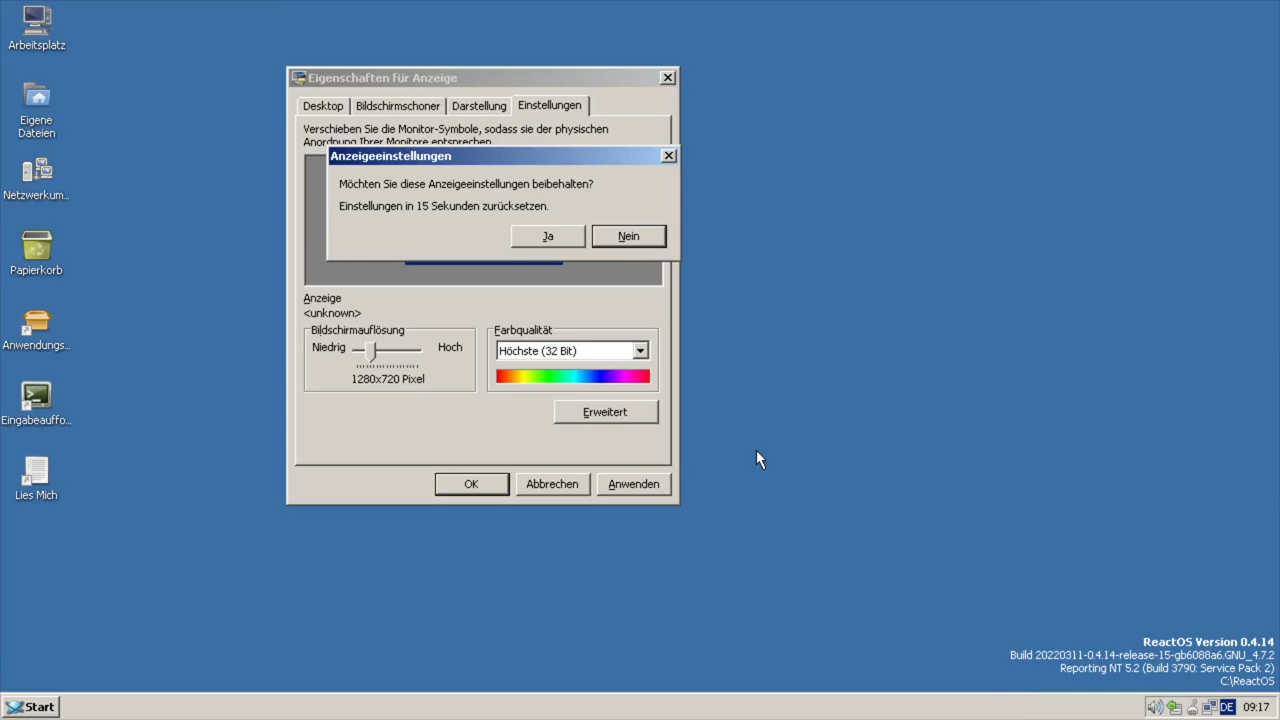 Arbeitsplatz
Eigene
Dateien
Netzwerkum...
Papierkorb
Anwendungs...
Eingabeauffo...
Lies Mich
Eigenschaften für Anzeige
Desktop
Bildschirmschoner
Darstellung
Einstellungen
Verschieben Sie die Monitor-Symbole, sodass sie der physischen
Anordnung Ihrer Monitore entsprechen
Anzeigeeinstellungen
Möchten Sie diese Anzeigeeinstellungen beibehalten?
Einstellungen in 15 Sekunden zurücksetzen.
Ja
Nein
Anzeige
<unknown>
Bildschirmauflösung
Niedrig
Hoch
1280x720 Pixel
Farbqualität
Höchste (32 Bit)
Erweitert
OK
Abbrechen
Anwenden
ReactOS Version 0.4.14
Build 20220311-0.4.14-release-15-gb6088a6.GNU_4.7.2
Reporting NT 5.2 (Build 3790: Service Pack 2)
C:\ReactOS
Start
DE
09:17